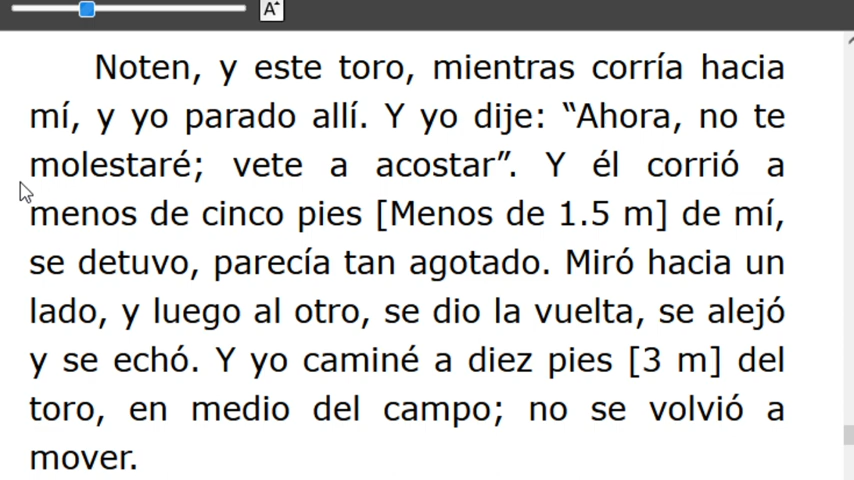 A
Noten, y este toro, mientras corría hacia
mí, y yo parado allí. Y yo dije: “Ahora, no te
molestaré; vete a acostar”. Y él corrió a
menos de cinco pies [Menos de 1.5 m] de mí,
se detuvo, parecía tan agotado. Miró hacia un
lado, y luego al otro, se dio la vuelta, se alejó
y se echó. Y yo caminé a diez pies [3 m] del
toro, en medio del campo; no se volvió a
mover.